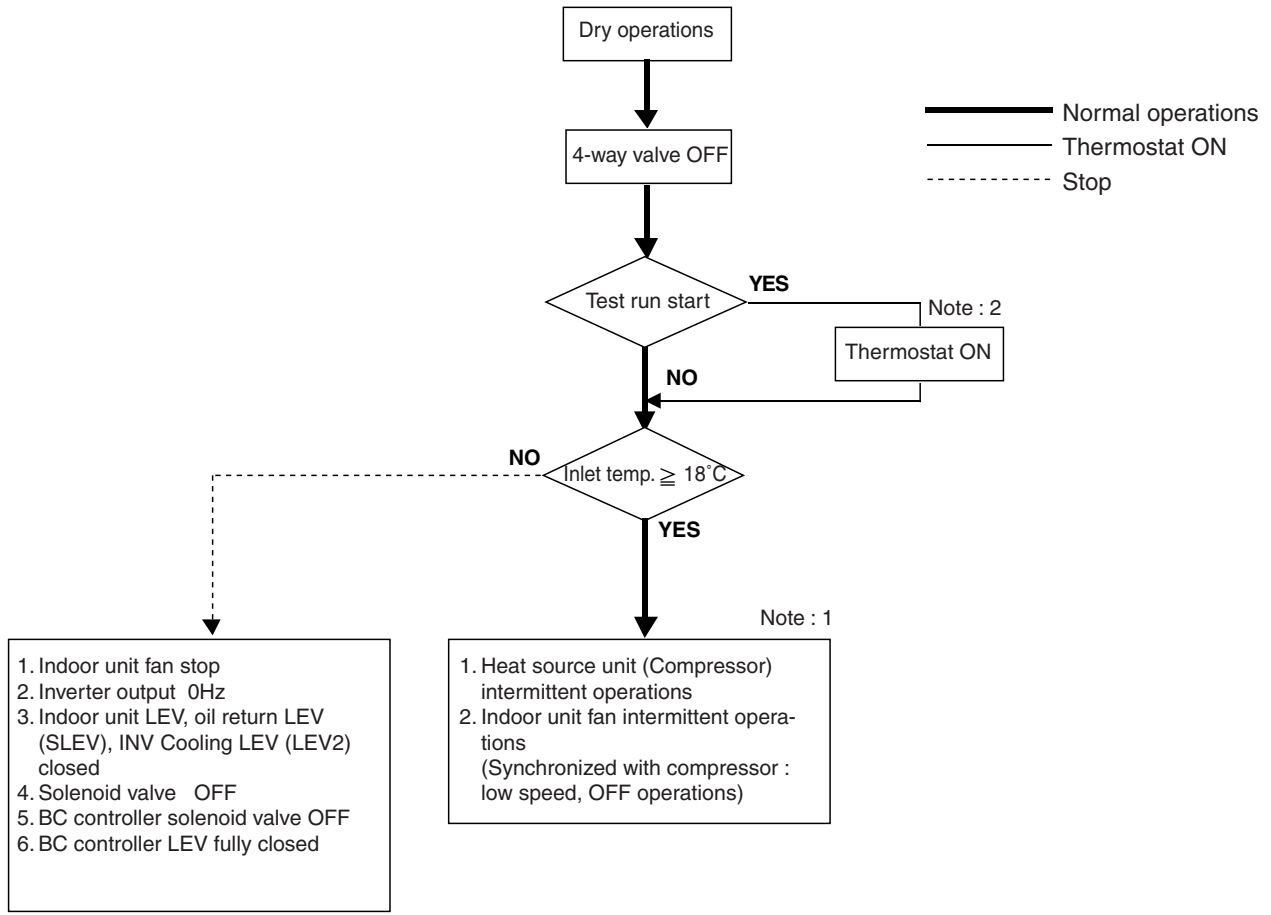 Dry operations
Normal operations
Thermostat ON
Stop
4-way valve OFF
Test run start
YES
Note : 2
Thermostat ON
NO
Inlet temp. ≧ 18˚C
NO
YES
Note : 1
1. Indoor unit fan stop
2. Inverter output 0Hz
3. Indoor unit LEV, oil return LEV
(SLEV), INV Cooling LEV (LEV2)
closed
4. Solenoid valve OFF
5. BC controller solenoid valve OFF
6. BC controller LEV fully closed
1. Heat source unit (Compressor)
intermittent operations
2. Indoor unit fan intermittent opera-
tions
(Synchronized with compressor :
low speed, OFF operations)